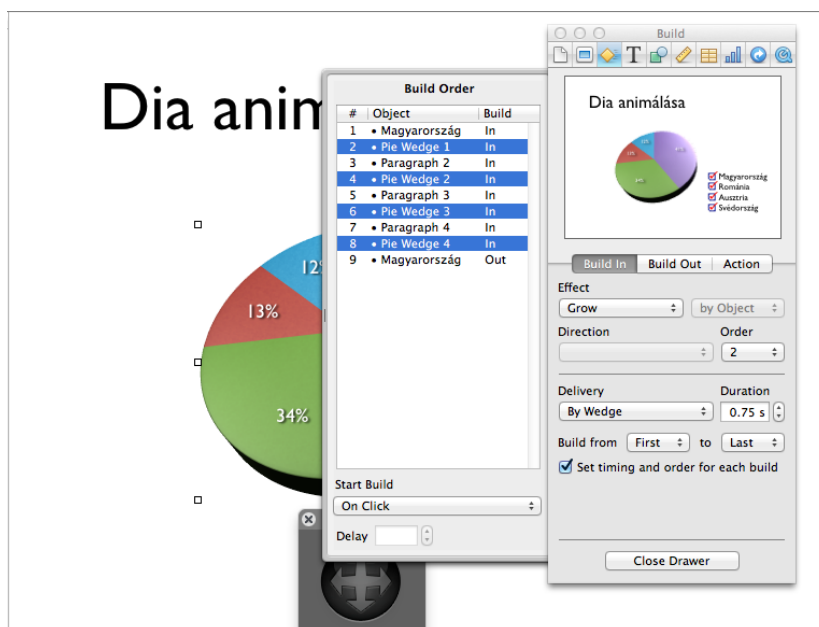 Dia anim
12
13%
34%
Build Order
# Object Build
1 • Magyarország In
2 • Pie Wedge 1 In
3 • Paragraph 2 In
4 • Pie Wedge 2 In
5 • Paragraph 3 In
6 • Pie Wedge 3 In
7 • Paragraph 4 In
8 • Pie Wedge 4 In
9 • Magyarország Out
Start Build
On Click
Delay
Build
Dia animálása
Magyarország
Románia
Ausztria
Svédország
Build In Build Out Action
Effect
Grow by Object
Direction Order
2
Delivery Duration
By Wedge 0.75 s
Build from First to Last
Set timing and order for each build
Close Drawer